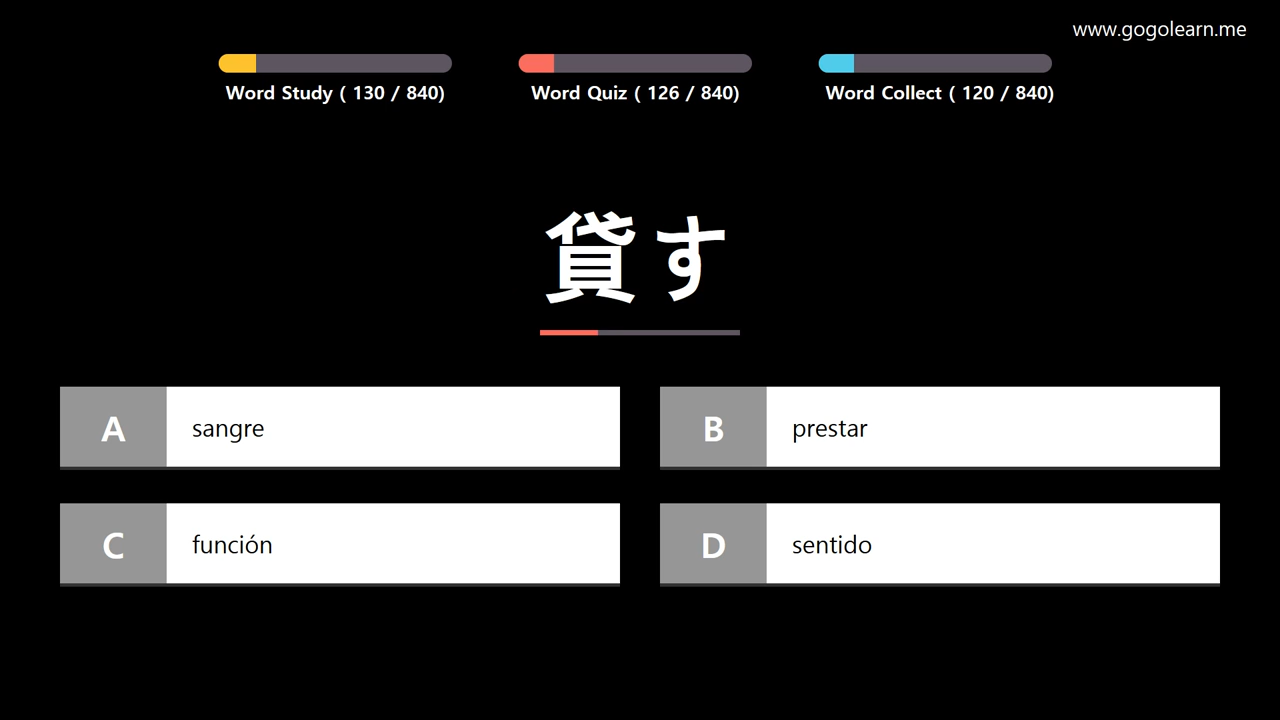 www.gogolearn.me
Word Study ( 130 / 840)
Word Quiz ( 126 / 840)
Word Collect ( 120 / 840)
貸す
A sangre
B prestar
C función
D sentido